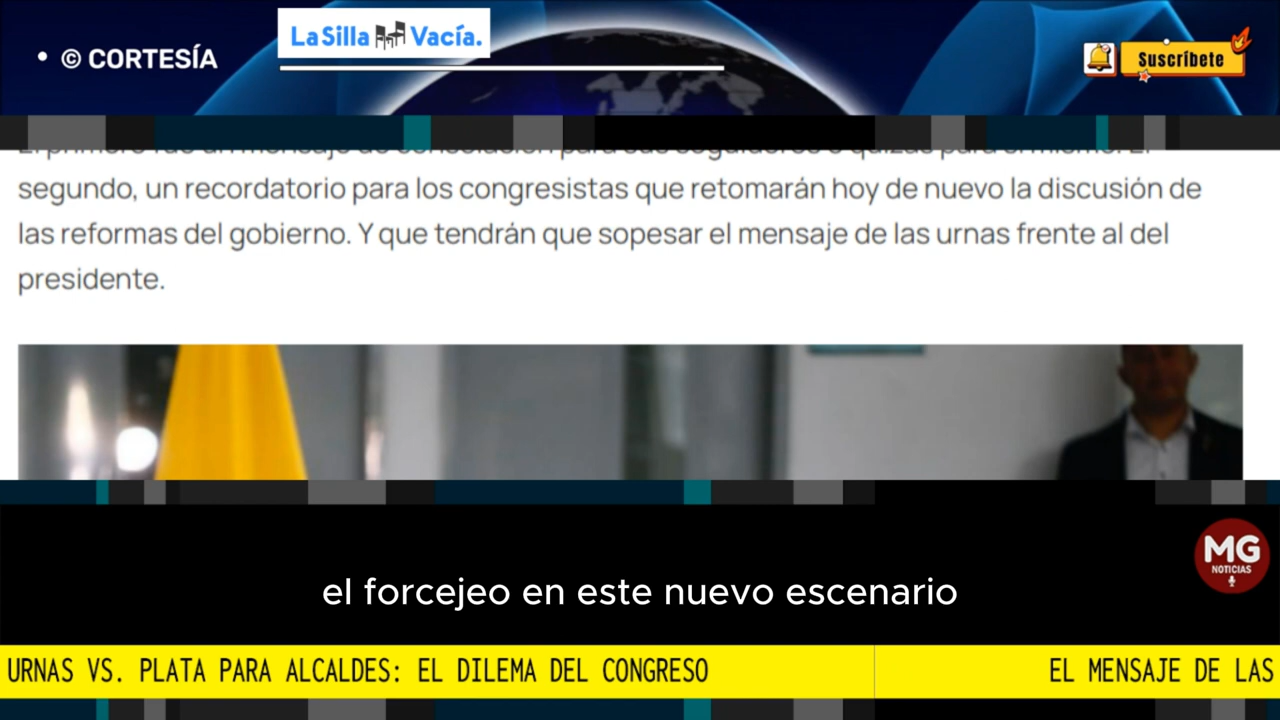 • © CORTESÍA
La Silla Vacía.
Suscríbete
segundo, un recordatorio para los congresistas que retomarán hoy de nuevo la discusión de
las reformas del gobierno. Y que tendrán que sopesar el mensaje de las urnas frente al del
presidente.
MG
NOTICIAS
el forcejeo en este nuevo escenario
URNAS VS. PLATA PARA ALCALDES: EL DILEMA DEL CONGRESO
EL MENSAJE DE LAS